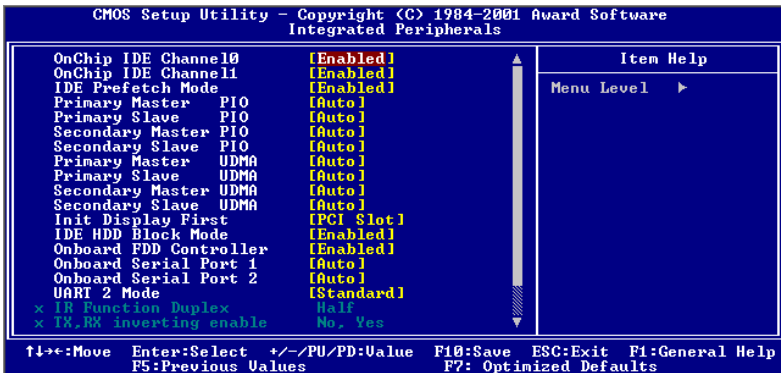 CMOS Setup Utility - Copyright (C) 1984-2001 Award Software
Integrated Peripherals
OnChip IDE Channel0 [Enabled]
OnChip IDE Channel1 [Enabled]
IDE Prefetch Mode [Enabled]
Primary Master PIO [Auto]
Primary Slave PIO [Auto]
Secondary Master PIO [Auto]
Secondary Slave PIO [Auto]
Primary Master UDMA [Auto]
Primary Slave UDMA [Auto]
Secondary Master UDMA [Auto]
Secondary Slave UDMA [Auto]
Init Display First [PCI Slot]
IDE HDD Block Mode [Enabled]
Onboard FDD Controller [Enabled]
Onboard Serial Port 1 [Auto]
Onboard Serial Port 2 [Auto]
UART 2 Mode [Standard]
x IR Function Duplex Half
x TX,RX inverting enable No, Yes
Item Help
Menu Level ►
↑↓→←:Move Enter:Select +/-/PU/PD:Value F10:Save ESC:Exit F1:General Help
F5:Previous Values F7: Optimized Defaults